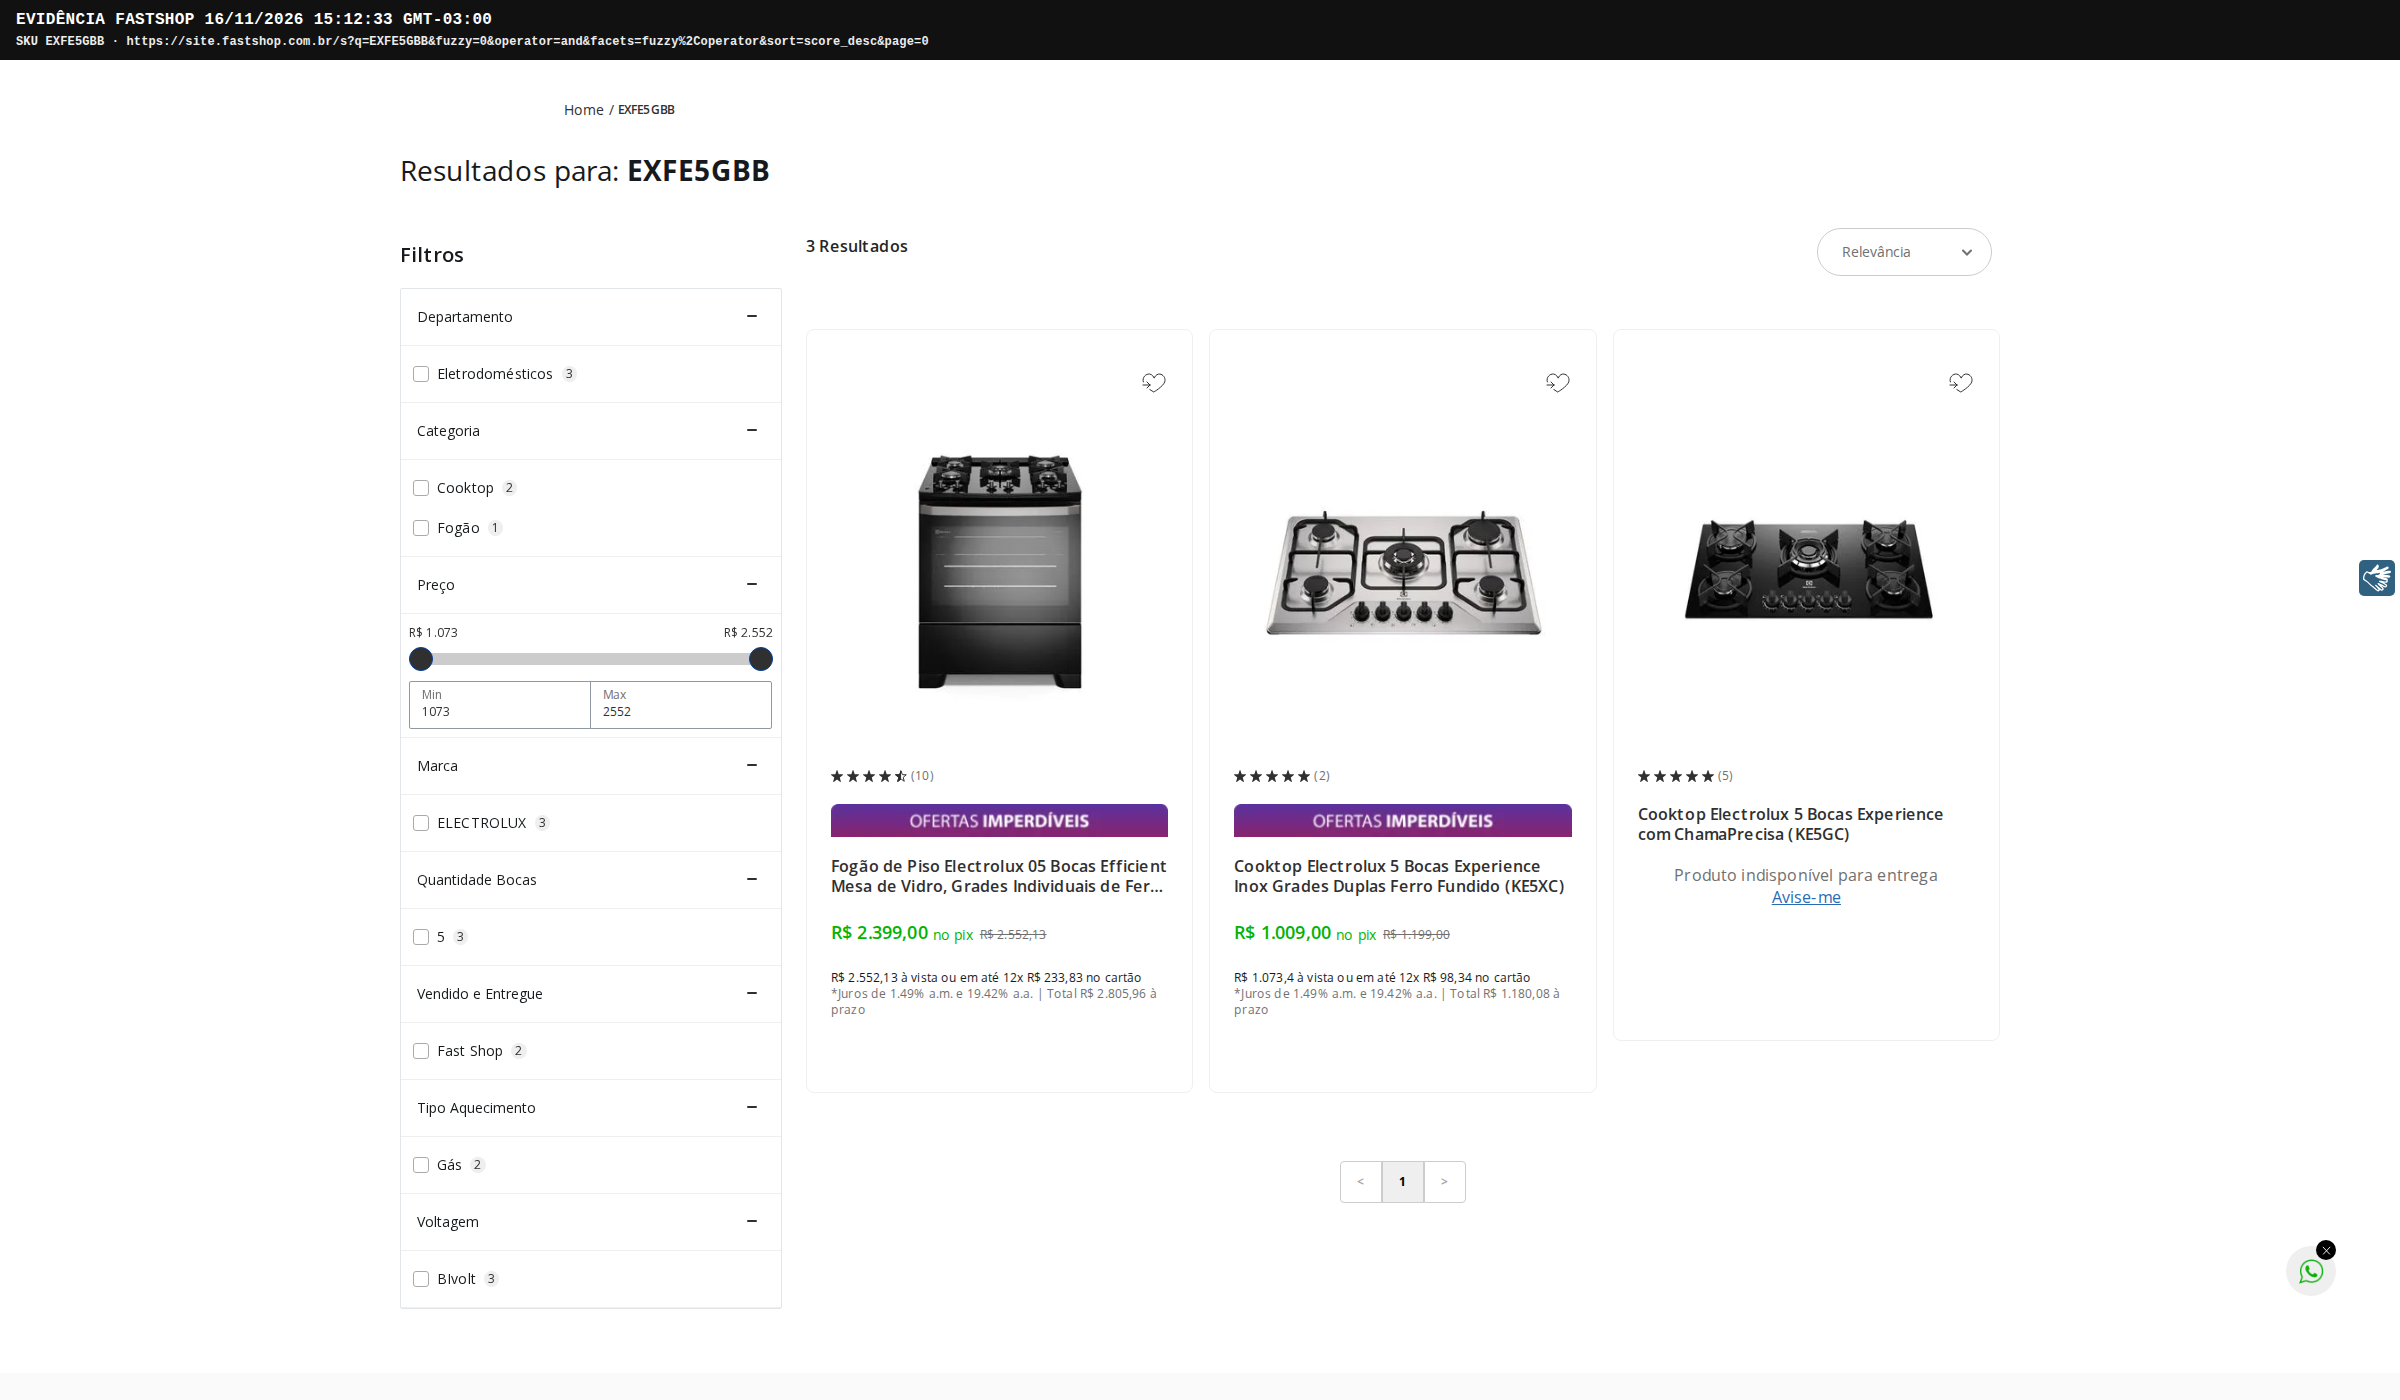 EVIDÊNCIA FASTSHOP 16/11/2026 15:12:33 GMT-03:00
SKU EXFE5GBB · https://site.fastshop.com.br/s?q=EXFE5GBB&fuzzy=0&operator=and&facets=fuzzy%2Coperator&sort=score_desc&page=0
Home / EXFE5GBB
Resultados para: EXFE5GBB
Filtros
3 Resultados
Relevância
Departamento
Eletrodomésticos 3
Categoria
Cooktop 2
Fogão 1
Preço
R$ 1.073 R$ 2.552
Min Max
1073 2552
Marca
ELECTROLUX 3
Quantidade Bocas
5 3
Vendido e Entregue
Fast Shop 2
Tipo Aquecimento
Gás 2
Voltagem
BIvolt 3
(10)
OFERTAS IMPERDÍVEIS
Fogão de Piso Electrolux 05 Bocas Efficient
Mesa de Vidro, Grades Individuais de Fer...
R$ 2.399,00 no pix R$ 2.552,13
R$ 2.552,13 à vista ou em até 12x R$ 233,83 no cartão
*Juros de 1.49% a.m. e 19.42% a.a. | Total R$ 2.805,96 à
prazo
(2)
OFERTAS IMPERDÍVEIS
Cooktop Electrolux 5 Bocas Experience
Inox Grades Duplas Ferro Fundido (KE5XC)
R$ 1.009,00 no pix R$ 1.199,00
R$ 1.073,4 à vista ou em até 12x R$ 98,34 no cartão
*Juros de 1.49% a.m. e 19.42% a.a. | Total R$ 1.180,08 à
prazo
(5)
Cooktop Electrolux 5 Bocas Experience
com ChamaPrecisa (KE5GC)
Produto indisponível para entrega
Avise-me
< 1 >